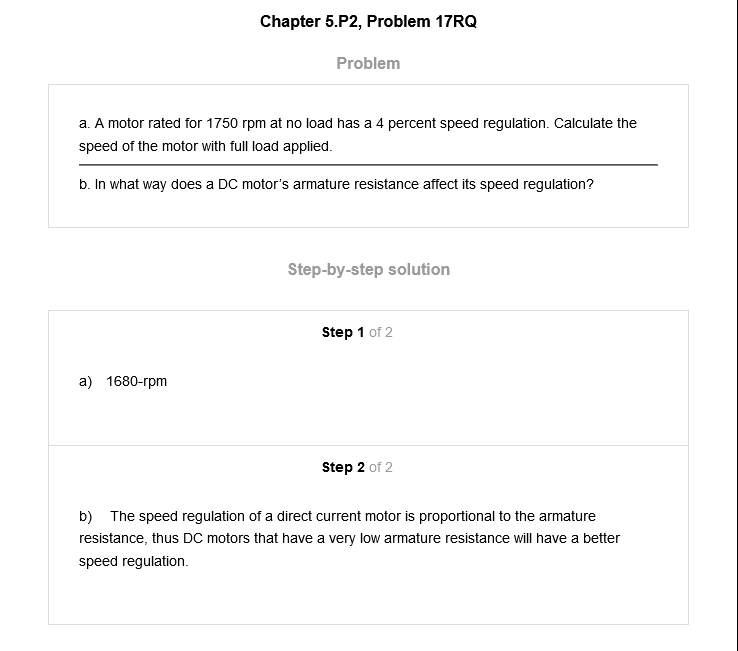 Chapter 5.P2, Problem 17RQ
Problem
a. A motor rated for 1750 rpm at no load has a 4 percent speed regulation. Calculate the
speed of the motor with full load applied.
b. In what way does a DC motor's armature resistance affect its speed regulation?
Step-by-step solution
Step 1 of 2
a) 1680-rpm
Step 2 of 2
b) The speed regulation of a direct current motor is proportional to the armature
resistance, thus DC motors that have a very low armature resistance will have a better
speed regulation.